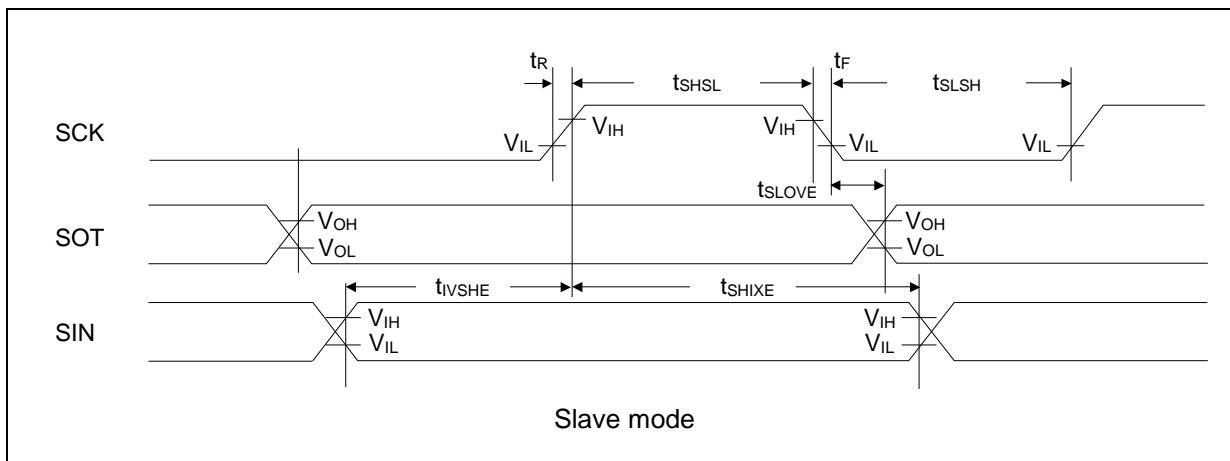 tR tSHSL tF tSLSH
SCK VIL VIH VIH VIL VIL
tSLOVE
SOT VOH VOL VOH VOL
tIVSHE tSHIXE
SIN VIH VIL VIH VIL
Slave mode